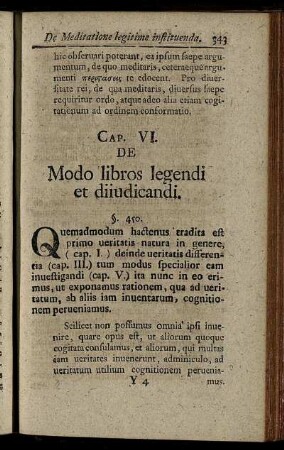 De Meditatione legitime instituenda. 343
hic obseruari poterunt, ex ipsum saepe argu-
mentum, de quo meditaris, ceteraeque argu-
menti περιστασεις te edocent. Pro diuer-
sitate rei, de qua meditaris, diuersus saepe
requiritur ordo, atque adeo alia etiam cogi-
tationum ad ordinem conformatio.
CAP. VI.
DE
Modo libros legendi
et diiudicandi.
§. 450.
Quemadmodum hactenus tradita est
primo ueritatis natura in genere,
( cap. I. ) deinde ueritatis differen-
tia (cap. III.) tum modus specialior eam
inuestigandi (cap. V.) ita nunc in eo eri-
mus, ut exponamus rationem, qua ad ueri-
tatum, ab aliis iam inuentarum, cognitio-
nem perueniamus.
Scilicet non possumus omnia ipsi inue-
nire, quare opus est, ut aliorum quoque
cogitata consulamus, et aliorum, qui multas
iam ueritates inuenerunt, adminiculo, ad
ueritatum utilium cognitionem perueni-
Y 4 mus.